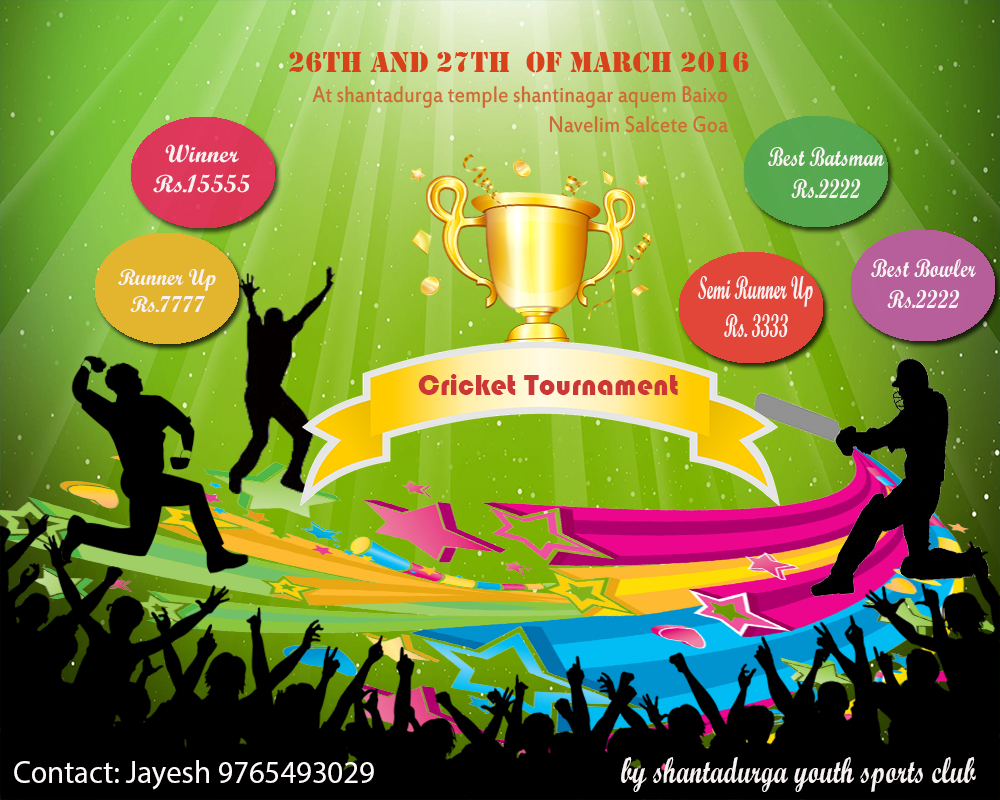 26TH AND 27TH OF MARCH 2016
At shantadurga temple shantinagar aquem Baixo
Navelim Salcete Goa
Winner
Rs.15555
Best Batsman
Rs.2222
Runner Up
Rs.7777
Semi Runner Up
Rs. 3333
Best Bowler
Rs.2222
Cricket Tournament
Contact: Jayesh 9765493029
by shantadurga youth sports club